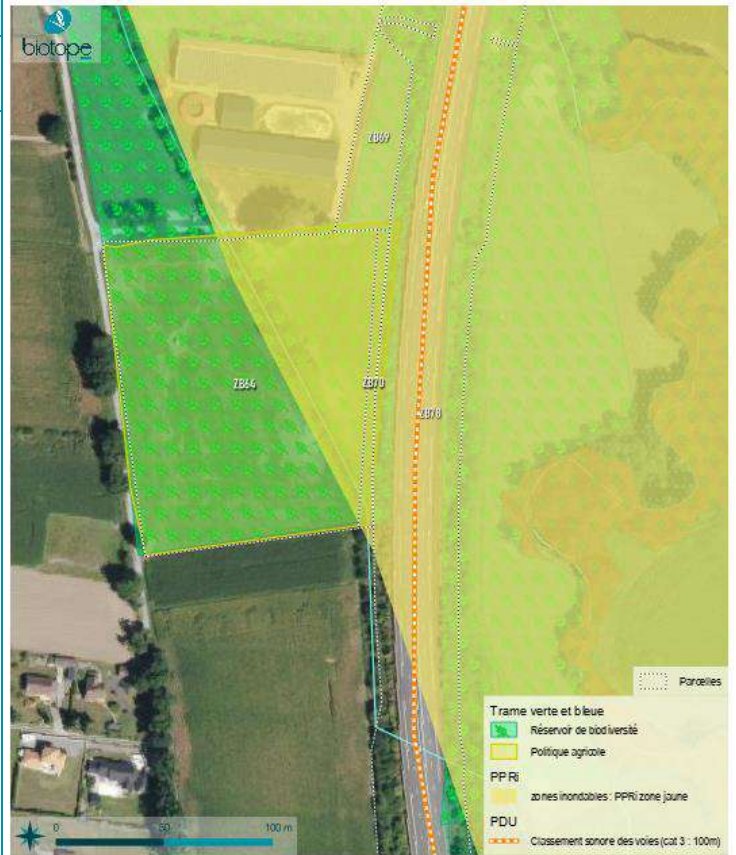 biotope
ZB69
ZB64
ZB70
ZB78
Parcelles
Trame verte et bleue
Réservoir de biodiversité
Politique agricole
PPRi
zones inondables : PPRi zone jaune
PDU
Classement sonore des voies (cat 3 : 100m)
0 50 100 m